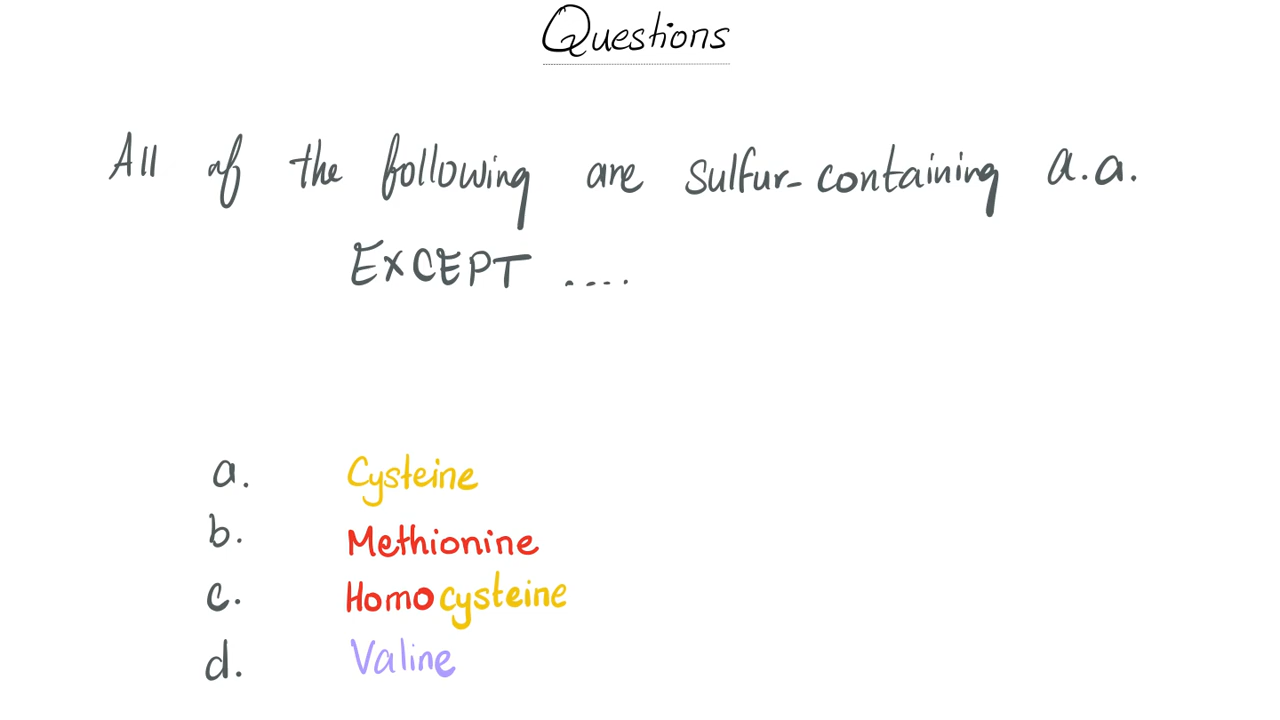 Questions
All of the following are sulfur-containing a.a.
EXCEPT ....
a. Cysteine
b. Methionine
c. Homocysteine
d. Valine